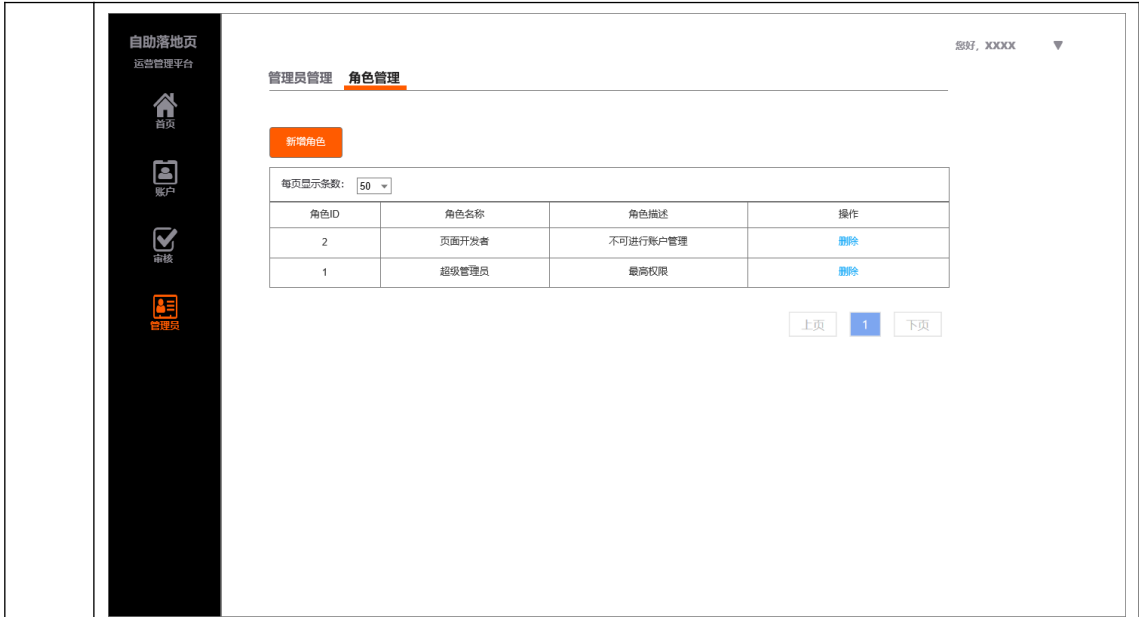 自助落地页
运营管理平台
您好, XXXX
管理员管理 角色管理
首页
新增角色
账户
每页显示条数: 50
角色ID 角色名称 角色描述 操作
2 页面开发者 不可进行账户管理 删除
审核
1 超级管理员 最高权限 删除
管理员
上页 1 下页